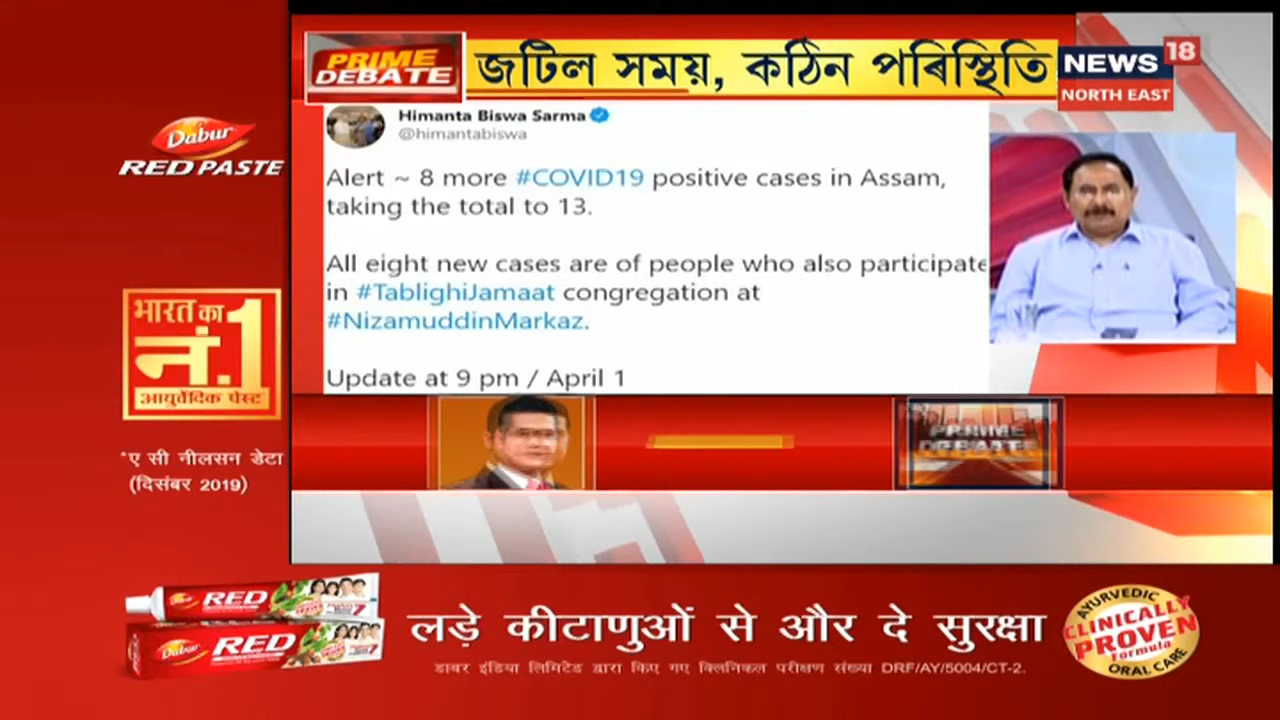 PRIME
DEBATE
জটিল সময়, কঠিন পৰিস্থিতি
NEWS 18
NORTH EAST
Himanta Biswa Sarma
@himantabiswa
Alert ~ 8 more #COVID19 positive cases in Assam,
taking the total to 13.
All eight new cases are of people who also participate
in #TablighiJamaat congregation at
#NizamuddinMarkaz.
Update at 9 pm / April 1
Dabur
RED PASTE
भारत का
नं.1
आयुर्वेदिक पेस्ट
*ए सी नीलसन डेटा
(दिसंबर 2019)
PRIME
DEBATE
Dabur RED
Dabur RED
लड़े कीटाणुओं से और दे सुरक्षा
डाबर इंडिया लिमिटेड द्वारा किए गए क्लिनिकल परीक्षण संख्या DRF/AY/5004/CT-2.
AYURVEDIC
CLINICALLY
PROVEN
Formula
ORAL CARE